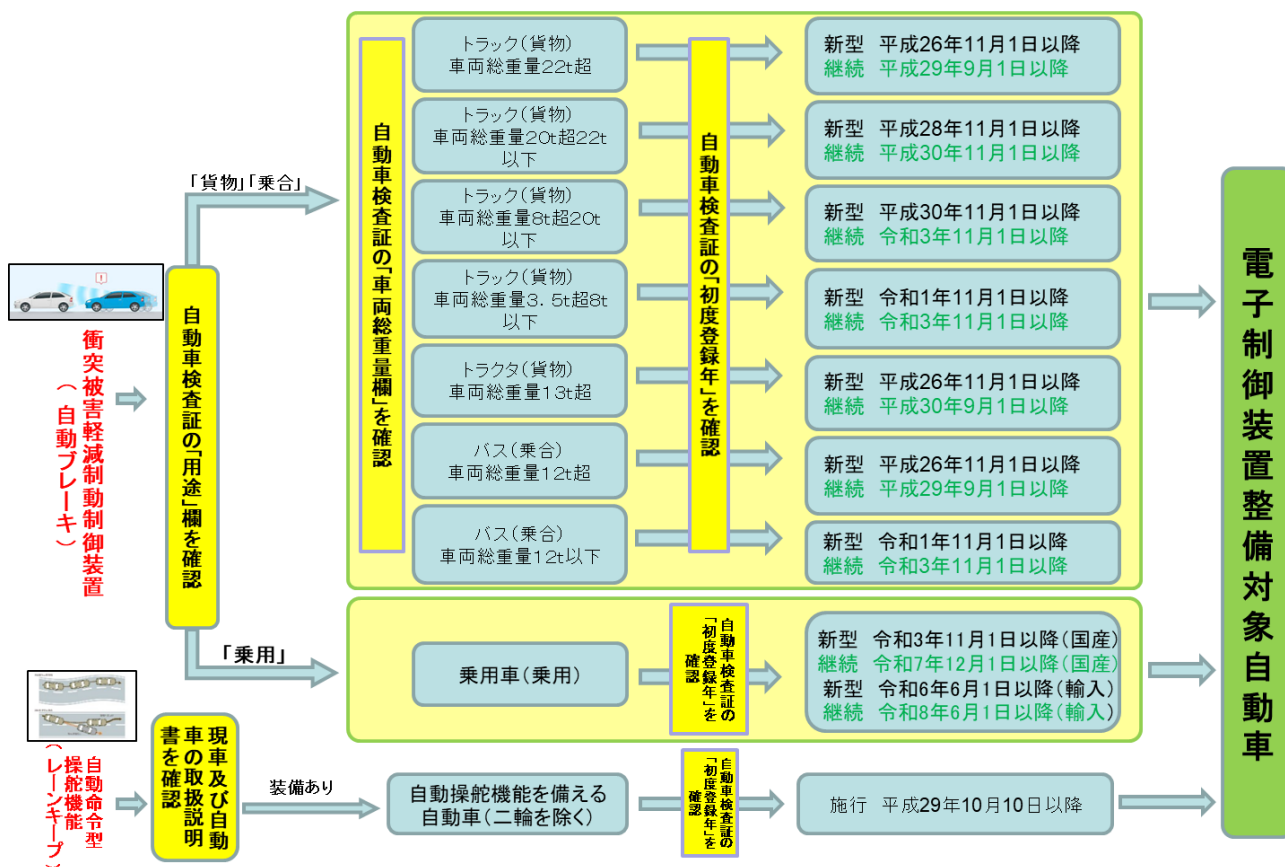 衝突被害軽減制動制御装置
（自動ブレーキ）
自動車検査証の「用途」欄を確認
「貨物」「乗合」
自動車検査証の「車両総重量欄」を確認
トラック(貨物)
車両総重量22t超
トラック(貨物)
車両総重量20t超22t
以下
トラック(貨物)
車両総重量8t超20t
以下
トラック(貨物)
車両総重量3．5t超8t
以下
トラクタ(貨物)
車両総重量13t超
バス(乗合)
車両総重量12t超
バス(乗合)
車両総重量12t以下
自動車検査証の「初度登録年」を確認
新型 平成26年11月1日以降
継続 平成29年9月1日以降
新型 平成28年11月1日以降
継続 平成30年11月1日以降
新型 平成30年11月1日以降
継続 令和3年11月1日以降
新型 令和1年11月1日以降
継続 令和3年11月1日以降
新型 平成26年11月1日以降
継続 平成30年9月1日以降
新型 平成26年11月1日以降
継続 平成29年9月1日以降
新型 令和1年11月1日以降
継続 令和3年11月1日以降
「乗用」
乗用車(乗用)
自動車検査証の
「初度登録年」を
確認
新型 令和3年11月1日以降(国産)
継続 令和7年12月1日以降(国産)
新型 令和6年6月1日以降(輸入)
継続 令和8年6月1日以降(輸入)
自動命令型
操舵機能
（レーンキープ）
現車及び自動
車の取扱説明
書を確認
装備あり
自動操舵機能を備える
自動車(二輪を除く)
自動車検査証の
「初度登録年」を
確認
施行 平成29年10月10日以降
電子制御装置整備対象自動車